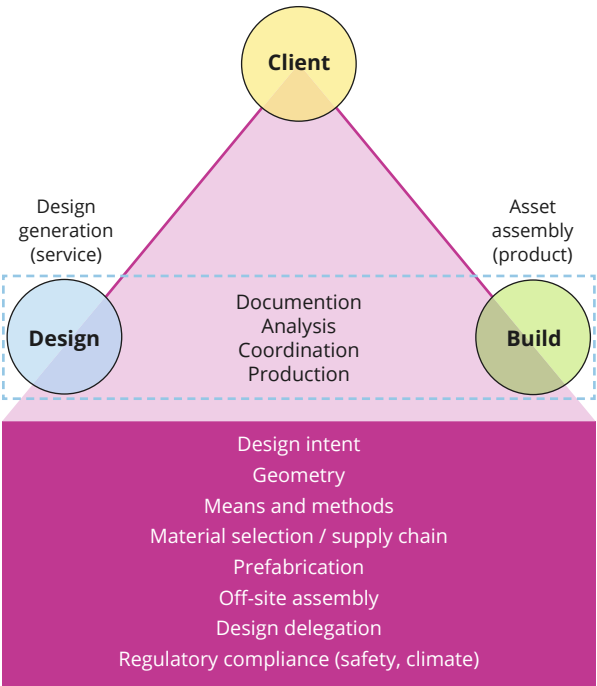 Client
Design
generation
(service)
Asset
assembly
(product)
Design
Documention
Analysis
Coordination
Production
Build
Design intent
Geometry
Means and methods
Material selection / supply chain
Prefabrication
Off-site assembly
Design delegation
Regulatory compliance (safety, climate)